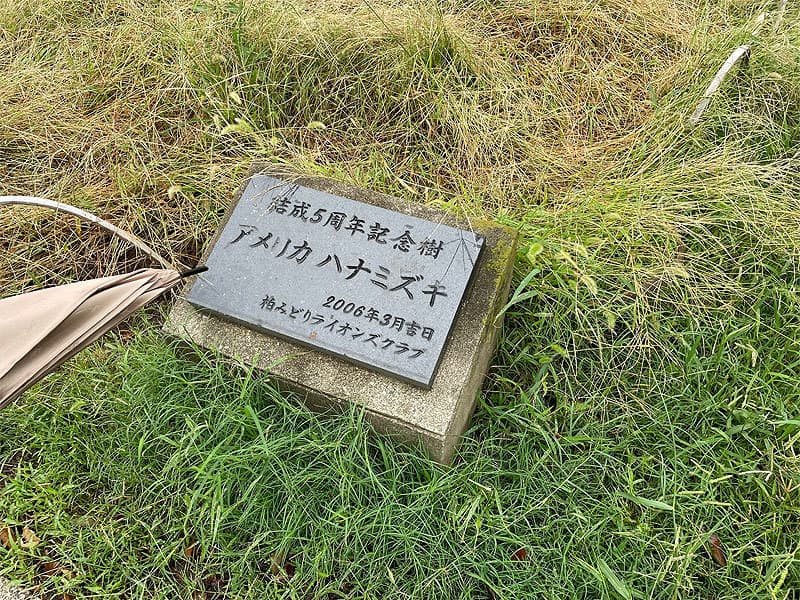 結成5周年記念樹
アメリカ ハナミズキ
2006年3月吉日
柏みどりライオンズクラブ